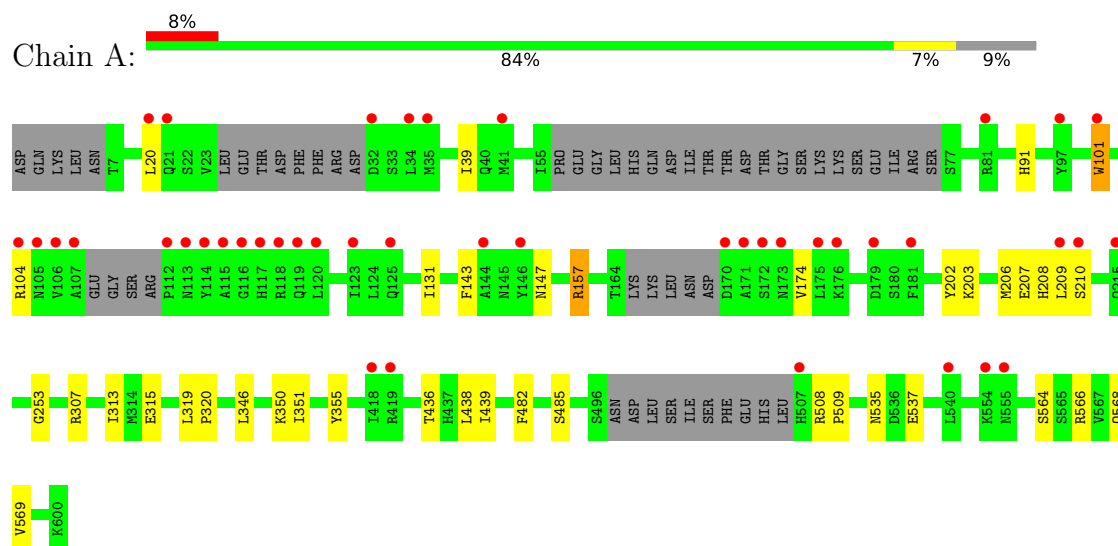 8%
Chain A:
84% 7% 9%
ASP GLN LYS LEU ASN T7 L20 Q21 S22 V23 LEU GLU THR ASP PHE PHE ARG ASP D32 S33 L34 M35 I39 Q40 M41 I55 PRO GLU GLY LEU HIS GLN ASP ILE THR THR ASP THR GLY SER LYS LYS SER GLU ILE ARG SER S77 R81 H91 Y97 W101
R104 N105 V106 A107 GLU GLY SER ARG P112 N113 Y114 A115 G116 H117 R118 Q119 L120 I123 L124 Q125 I131 F143 A144 N145 Y146 N147 R157 T164 LYS LYS LEU ASN ASP D170 A171 S172 N173 V174 L175 K176 D179 S180 F181 Y202 K203 M206 E207 H208 L209 S210
G253 R307 I313 M314 E315 L319 P320 L346 K350 I351 Y355 I418 R419 T436 H437 L438 I439 F482 S485 S496 ASN ASP LEU SER ILE SER PHE GLU HIS LEU H507 R508 P509 N535 D536 E537 L540 K554 N555 S564 S565 R566 V567
V569 K600